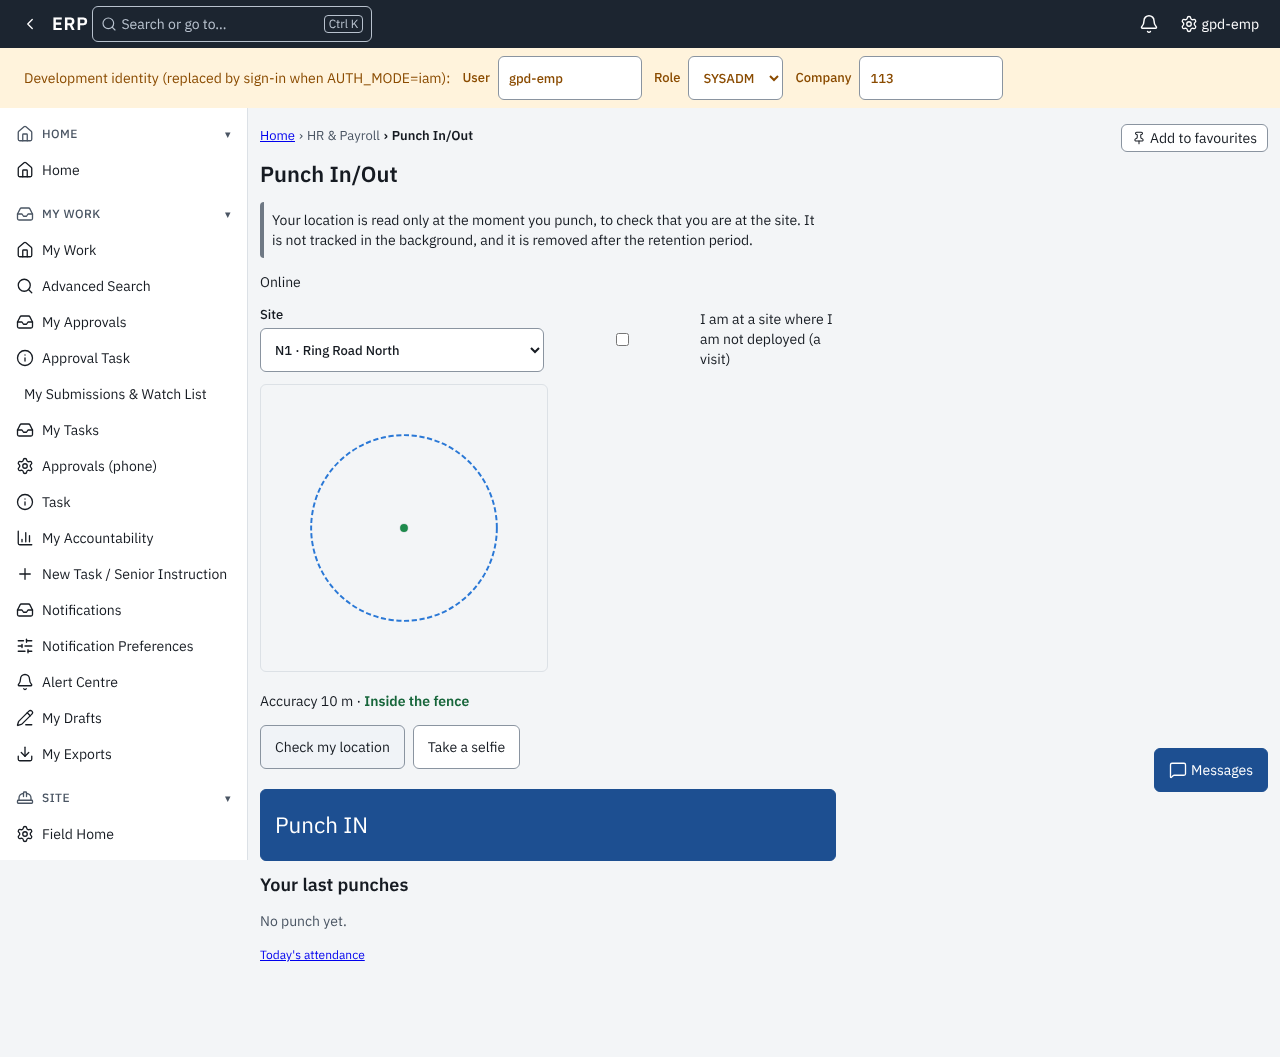 ERP
Search or go to...
Ctrl K
gpd-emp
Development identity (replaced by sign-in when AUTH_MODE=iam):
User
gpd-emp
Role
SYSADM
Company
113
HOME
Home
MY WORK
My Work
Advanced Search
My Approvals
Approval Task
My Submissions & Watch List
My Tasks
Approvals (phone)
Task
My Accountability
New Task / Senior Instruction
Notifications
Notification Preferences
Alert Centre
My Drafts
My Exports
SITE
Field Home
Home › HR & Payroll › Punch In/Out
Add to favourites
Punch In/Out
Your location is read only at the moment you punch, to check that you are at the site. It
is not tracked in the background, and it is removed after the retention period.
Online
Site
N1 · Ring Road North
I am at a site where I
am not deployed (a
visit)
Accuracy 10 m · Inside the fence
Check my location
Take a selfie
Messages
Punch IN
Your last punches
No punch yet.
Today's attendance